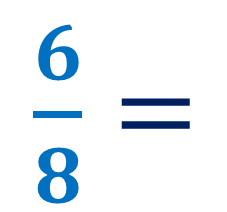 6
— =
8